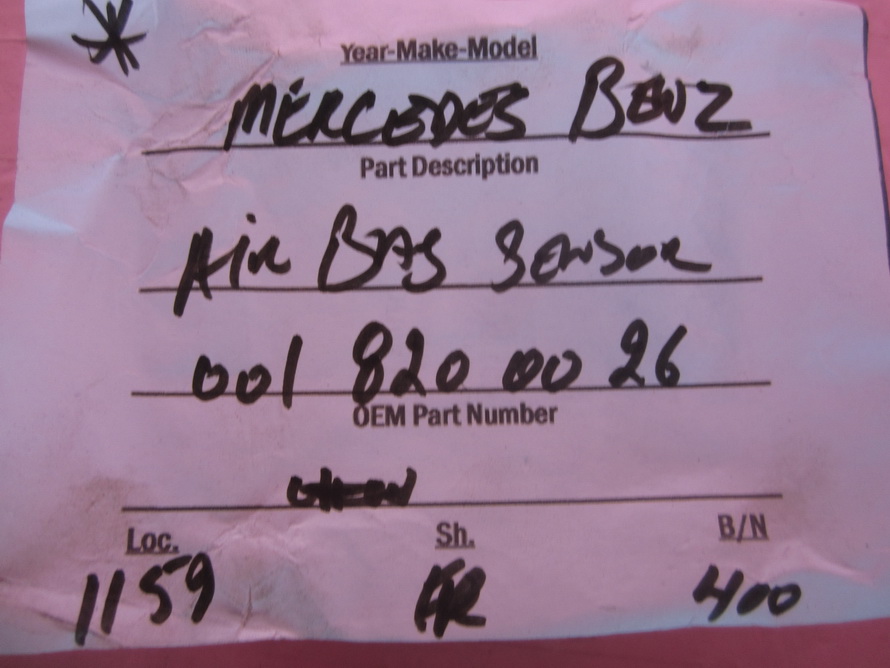 Year-Make-Model
MERCEDES BENZ
Part Description
Air BAG SENSOR
001 820 00 26
OEM Part Number
Loc. Sh. B/N
1159 400